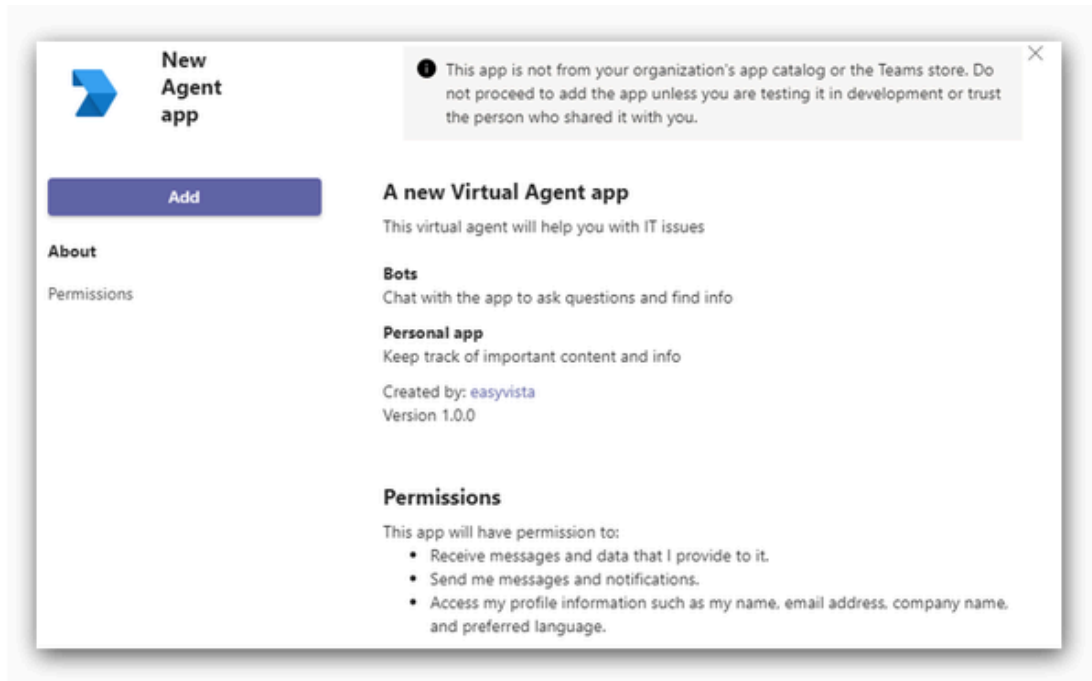 New
Agent
app
This app is not from your organization's app catalog or the Teams store. Do
not proceed to add the app unless you are testing it in development or trust
the person who shared it with you.
Add
About
Permissions
A new Virtual Agent app
This virtual agent will help you with IT issues
Bots
Chat with the app to ask questions and find info
Personal app
Keep track of important content and info
Created by: easyvista
Version 1.0.0
Permissions
This app will have permission to:
• Receive messages and data that I provide to it.
• Send me messages and notifications.
• Access my profile information such as my name, email address, company name,
and preferred language.